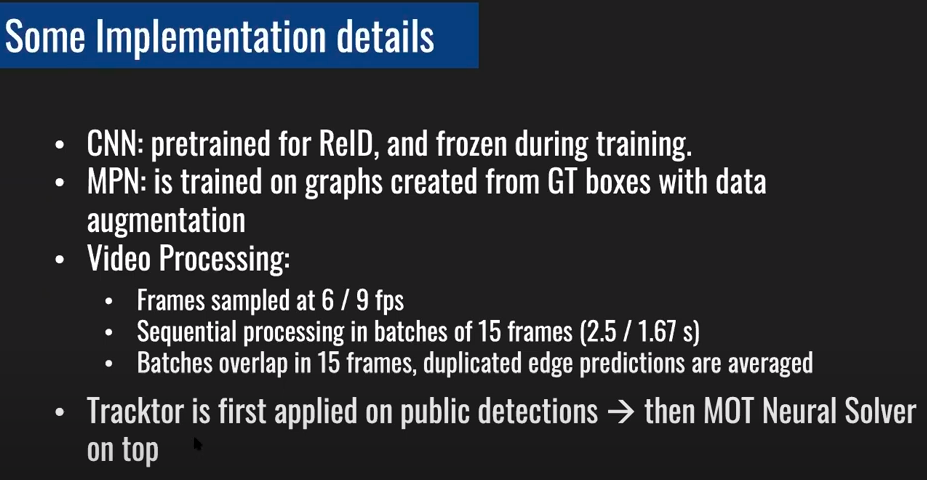 Some Implementation details
• CNN: pretrained for ReID, and frozen during training.
• MPN: is trained on graphs created from GT boxes with data
augmentation
• Video Processing:
• Frames sampled at 6 / 9 fps
• Sequential processing in batches of 15 frames (2.5 / 1.67 s)
• Batches overlap in 15 frames, duplicated edge predictions are averaged
• Tracktor is first applied on public detections → then MOT Neural Solver
on top